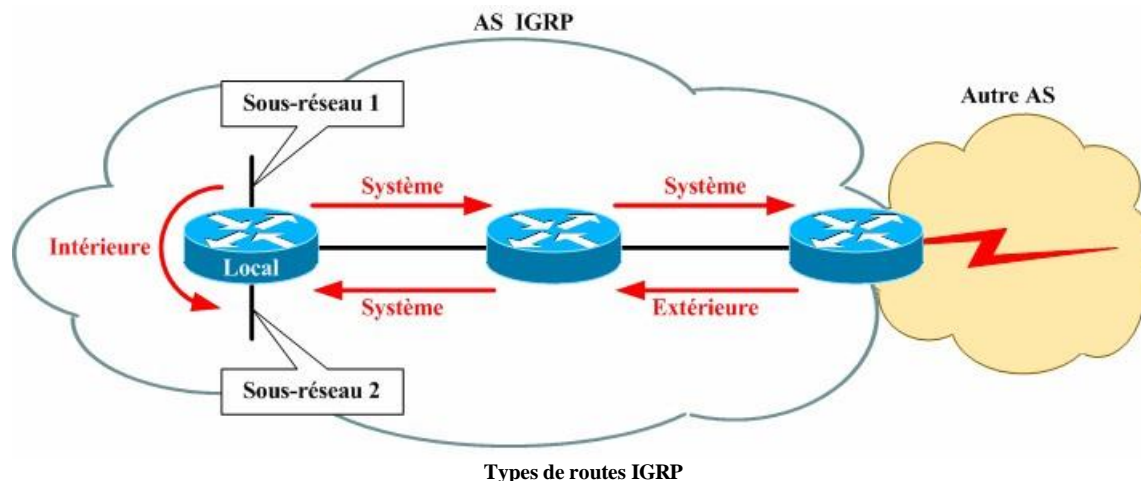 AS IGRP
Sous-réseau 1
Autre AS
Système
Système
Intérieure
Local
Système
Extérieure
Sous-réseau 2
Types de routes IGRP